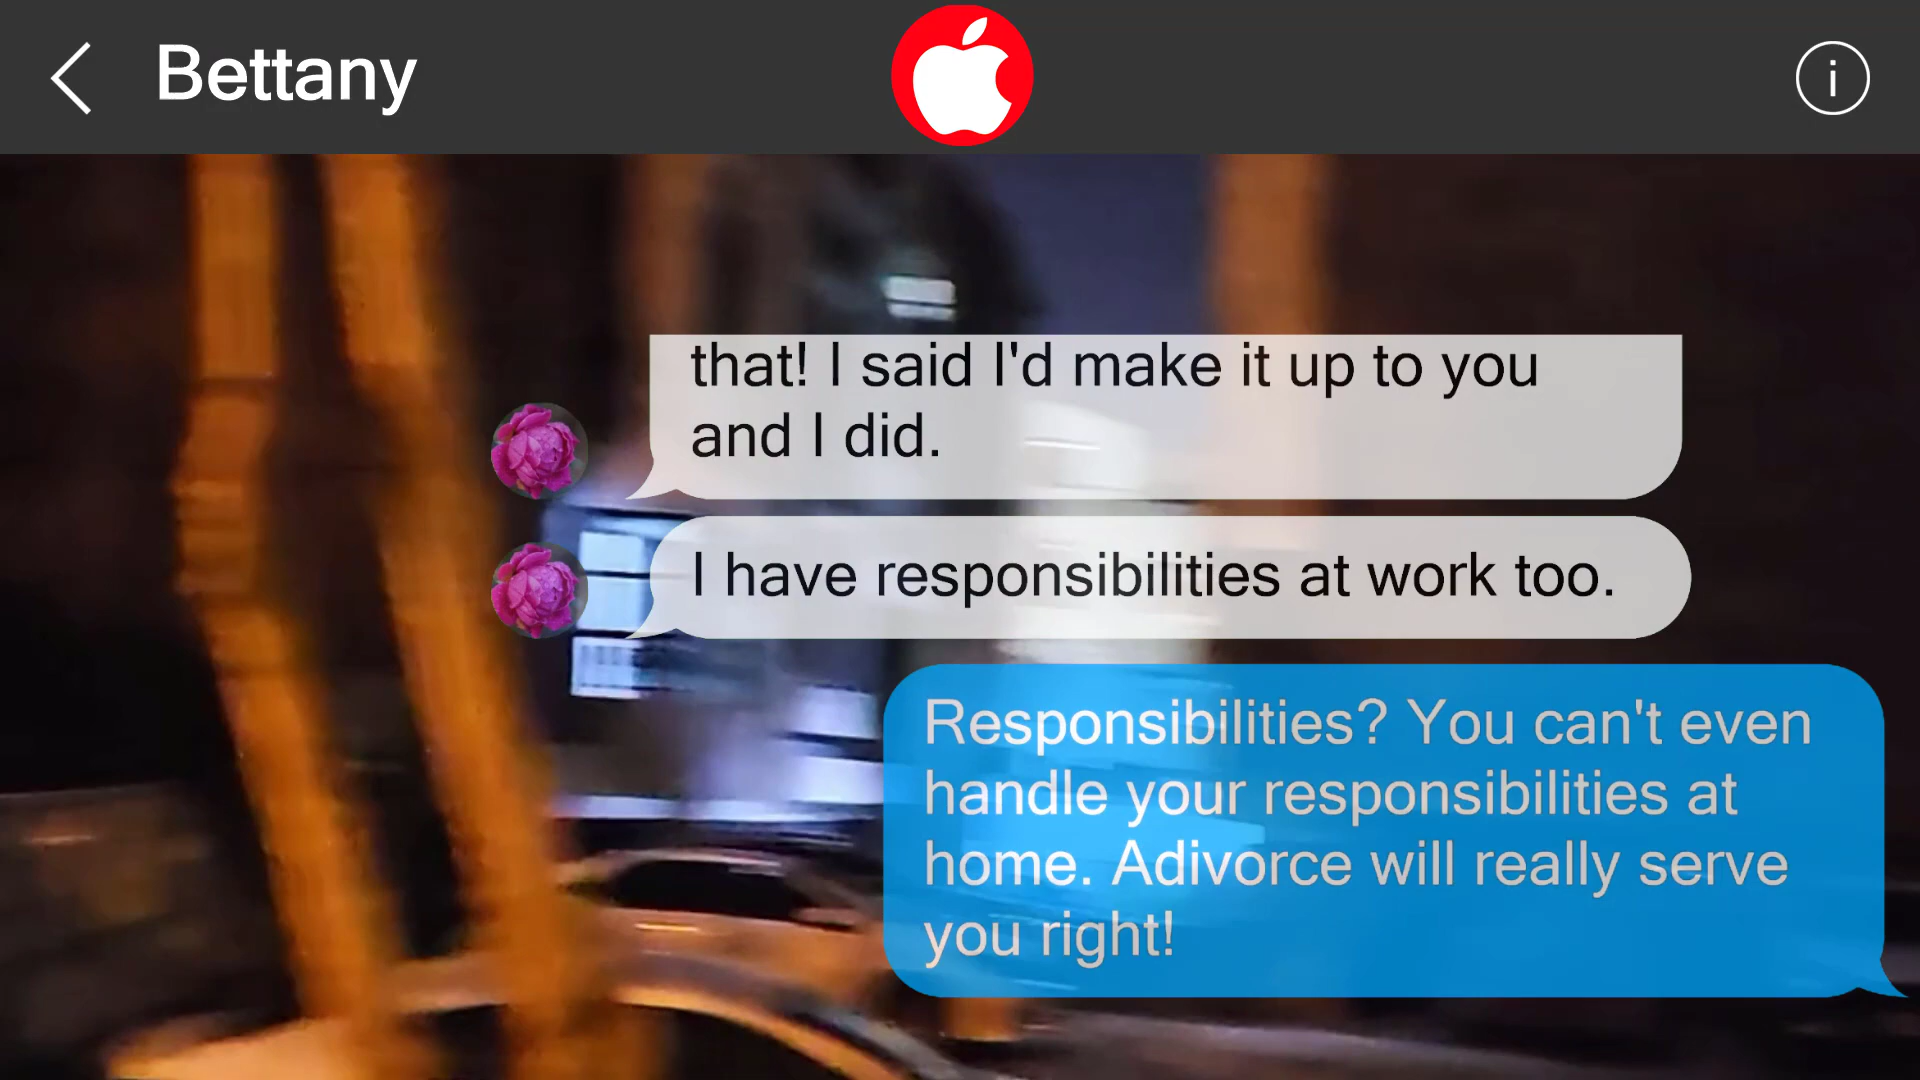 Bettany
i
that! I said I'd make it up to you
and I did.
I have responsibilities at work too.
Responsibilities? You can't even
handle your responsibilities at
home. Adivorce will really serve
you right!